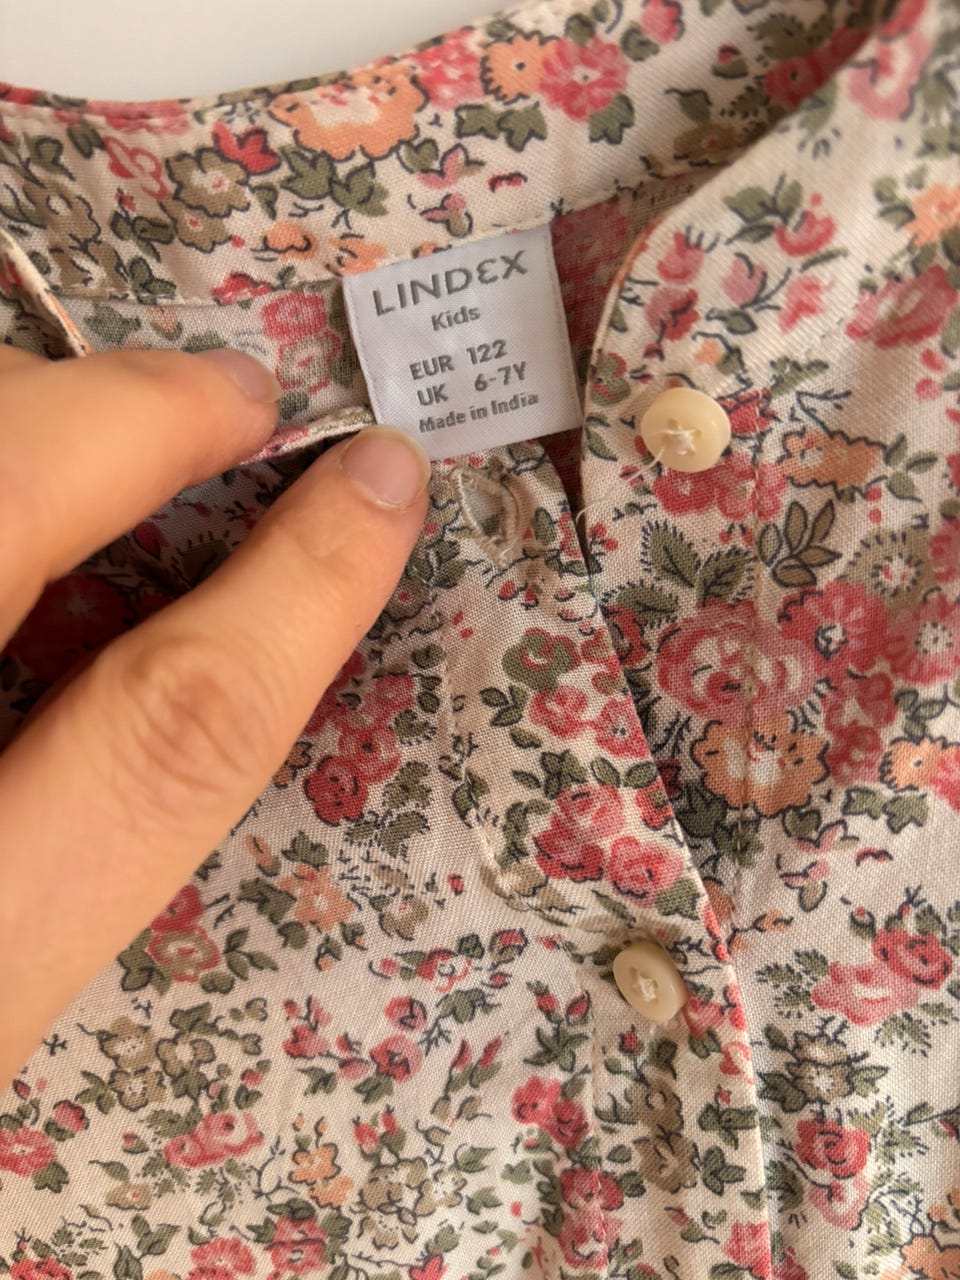 LINDEX
Kids
EUR 122
UK 6-7Y
Made in India